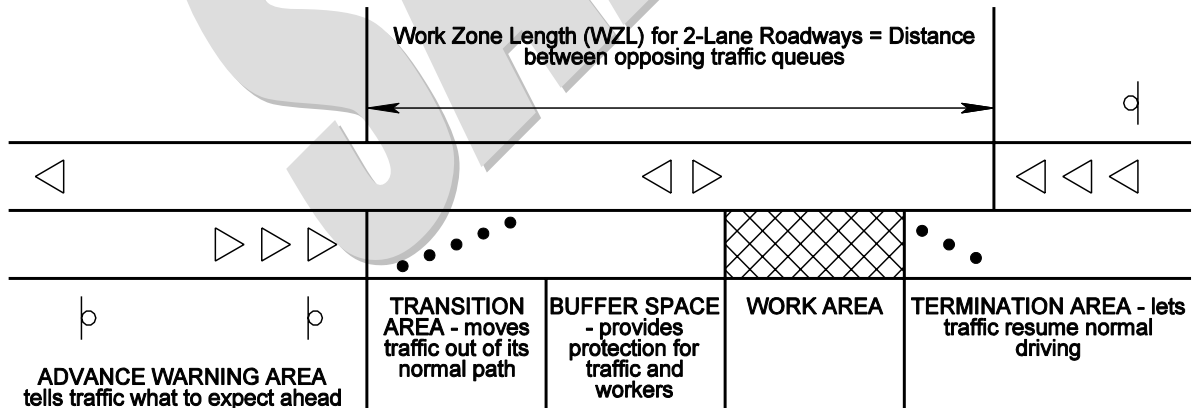 Work Zone Length (WZL) for 2-Lane Roadways = Distance
between opposing traffic queues
TRANSITION
AREA - moves
traffic out of its
normal path
BUFFER SPACE
- provides
protection for
traffic and
workers
WORK AREA
TERMINATION AREA - lets
traffic resume normal
driving
ADVANCE WARNING AREA
tells traffic what to expect ahead